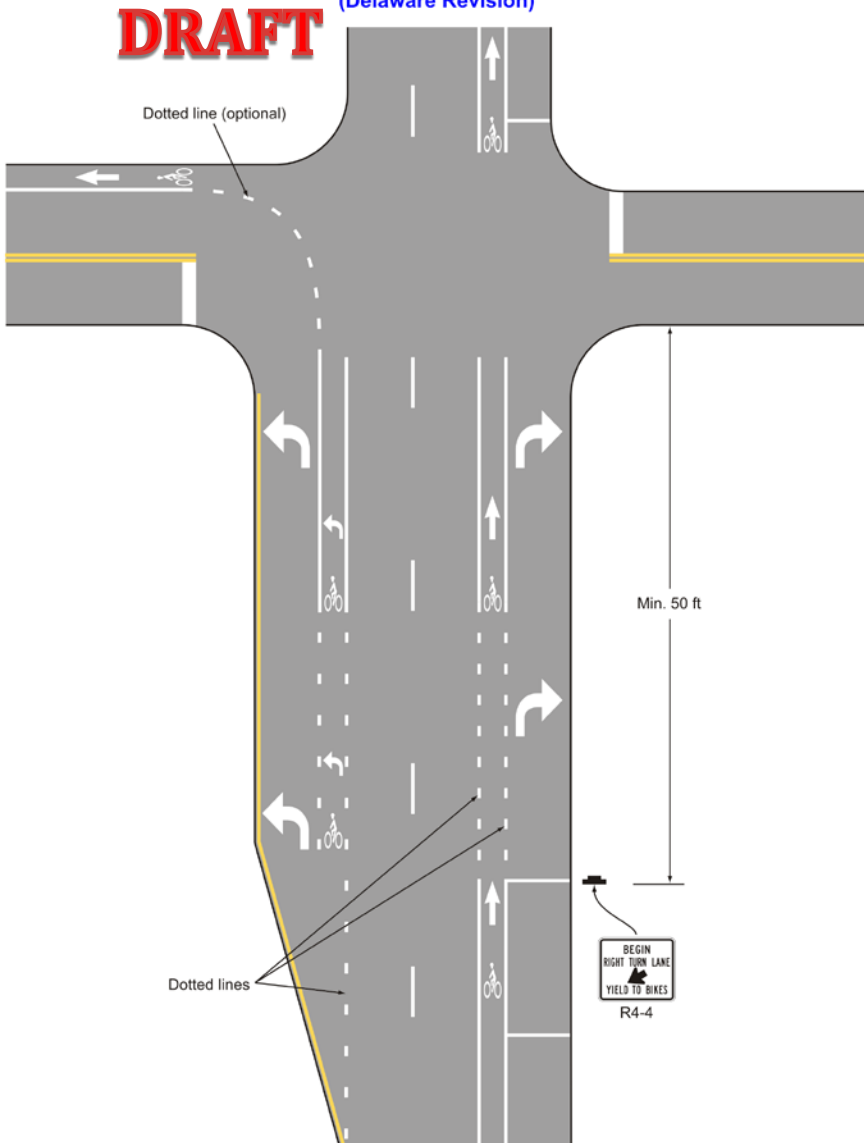 (Delaware Revision)
DRAFT
Dotted line (optional)
Min. 50 ft
Dotted lines
BEGIN
RIGHT TURN LANE
YIELD TO BIKES
R4-4